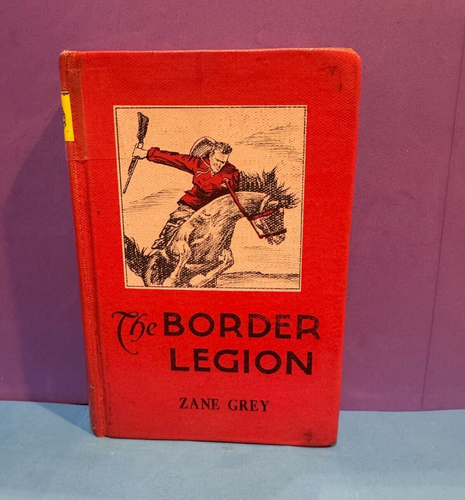 The BORDER
LEGION
ZANE GREY